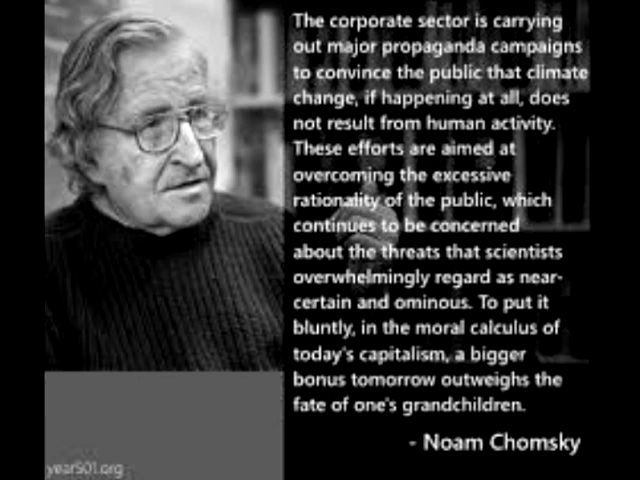 The corporate sector is carrying
out major propaganda campaigns
to convince the public that climate
change, if happening at all, does
not result from human activity.
These efforts are aimed at
overcoming the excessive
rationality of the public, which
continues to be concerned
about the threats that scientists
overwhelmingly regard as near-
certain and ominous. To put it
bluntly, in the moral calculus of
today's capitalism, a bigger
bonus tomorrow outweighs the
fate of one's grandchildren.
- Noam Chomsky
year501.org